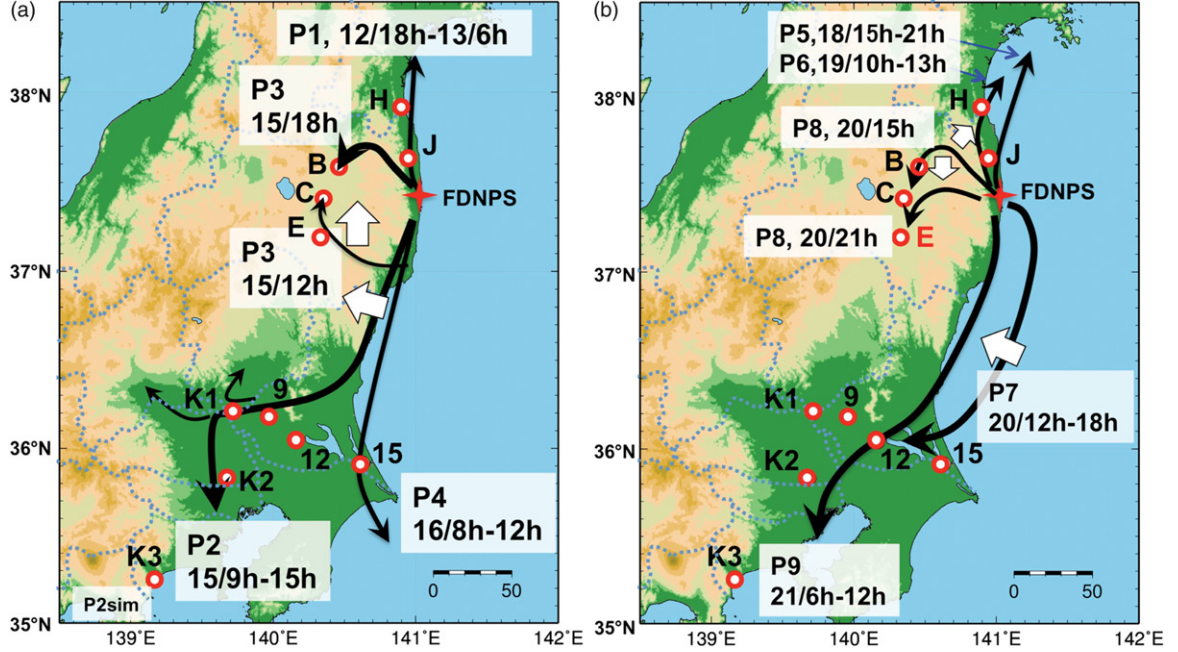 (a)
P1, 12/18h-13/6h
38°N
P3
15/18h
H
J
B
C
FDNPS
E
P3
15/12h
37°N
K1
9
36°N
12
15
K2
P4
16/8h-12h
P2
15/9h-15h
K3
P2sim
0 50
35°N
139°E 140°E 141°E 142°E
(b)
P5,18/15h-21h
P6,19/10h-13h
38°N
H
P8, 20/15h
J
B
C
FDNPS
E
P8, 20/21h
37°N
P7
20/12h-18h
K1
9
36°N
12
15
K2
P9
21/6h-12h
K3
0 50
35°N
139°E 140°E 141°E 142°E